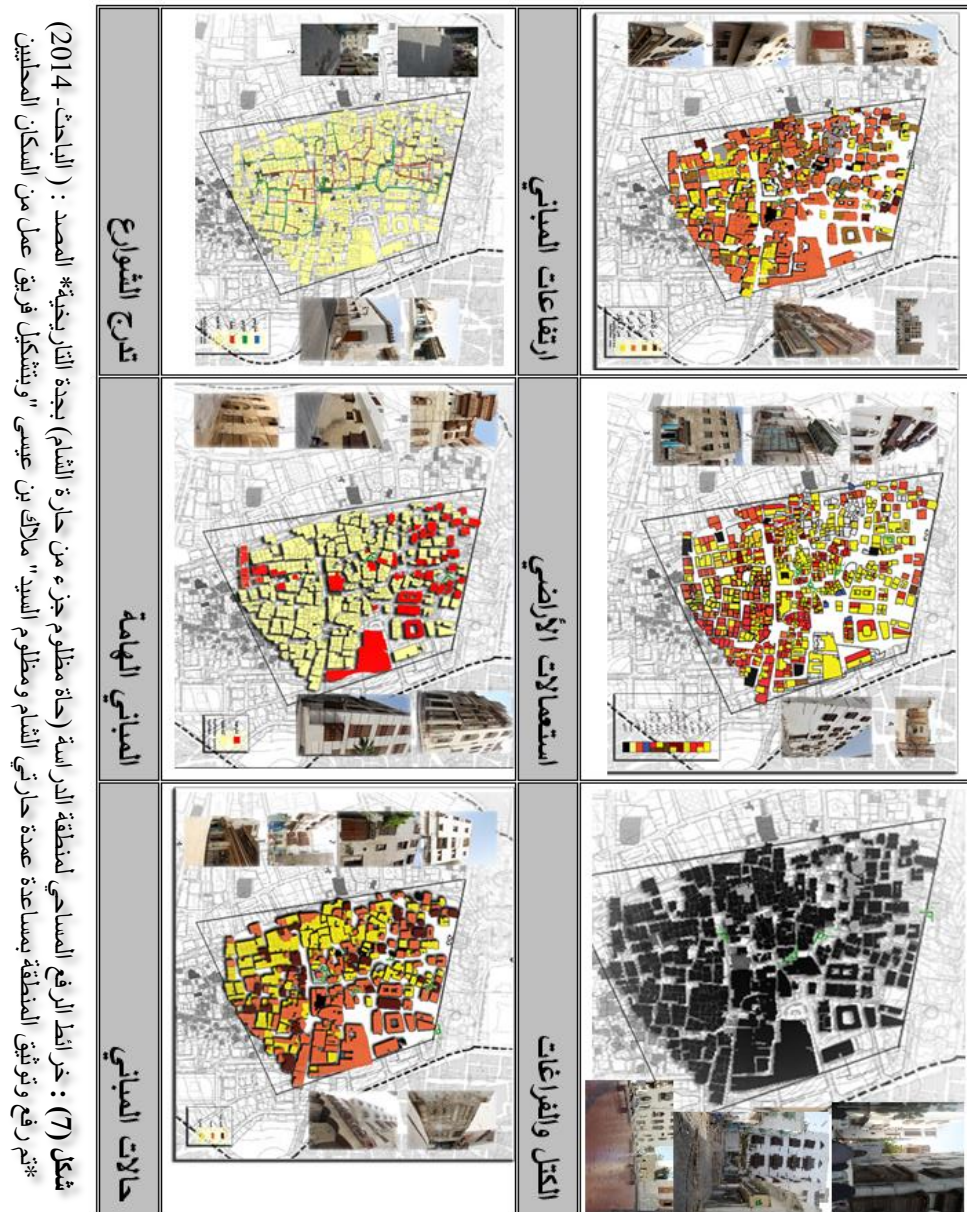 الكتل والفراغات
استعمالات الأراضي
ارتفاعات المباني
حالات المباني
المباني الهامة
تدرج الشوارع
شكل (7) : خرائط الرفع المساحي لمنطقة الدراسة (حاة مظلوم جزء من حارة الشام) بجدة التاريخية* المصد : ( الباحث- 2014)
*تم رفع وتوثيق المنطقة بمساعدة عمدة حارتي الشام ومظلوم السيد" ملاك بن عيسى "وبتشكيل فريق عمل من السكان المحليين